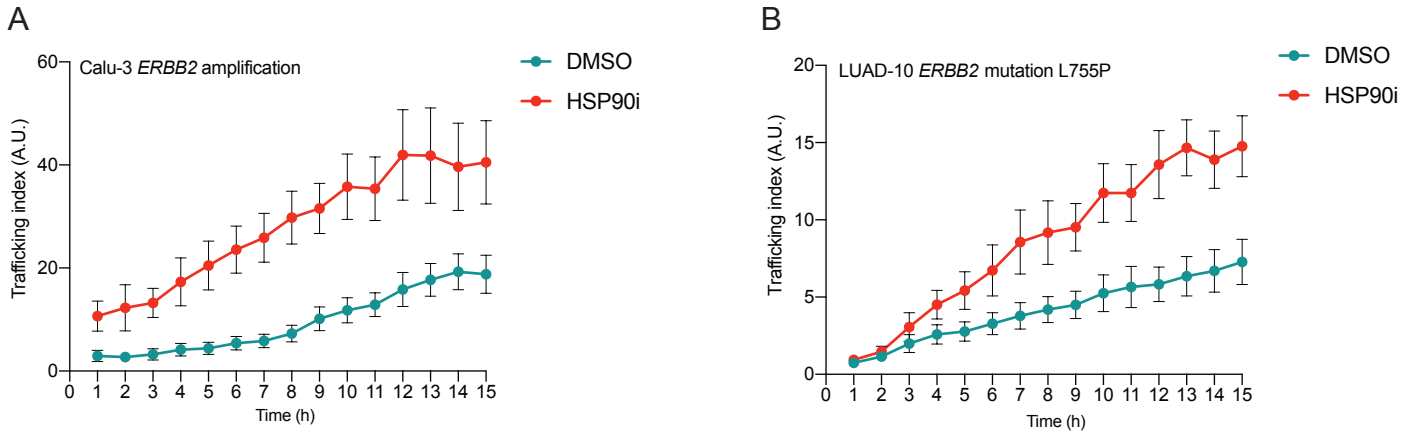 A
Calu-3 ERBB2 amplification
DMSO
HSP90i
Trafficking index (A.U.)
60
40
20
0
0 1 2 3 4 5 6 7 8 9 10 11 12 13 14 15
Time (h)
B
LUAD-10 ERBB2 mutation L755P
DMSO
HSP90i
Trafficking index (A.U.)
20
15
10
5
0
0 1 2 3 4 5 6 7 8 9 10 11 12 13 14 15
Time (h)